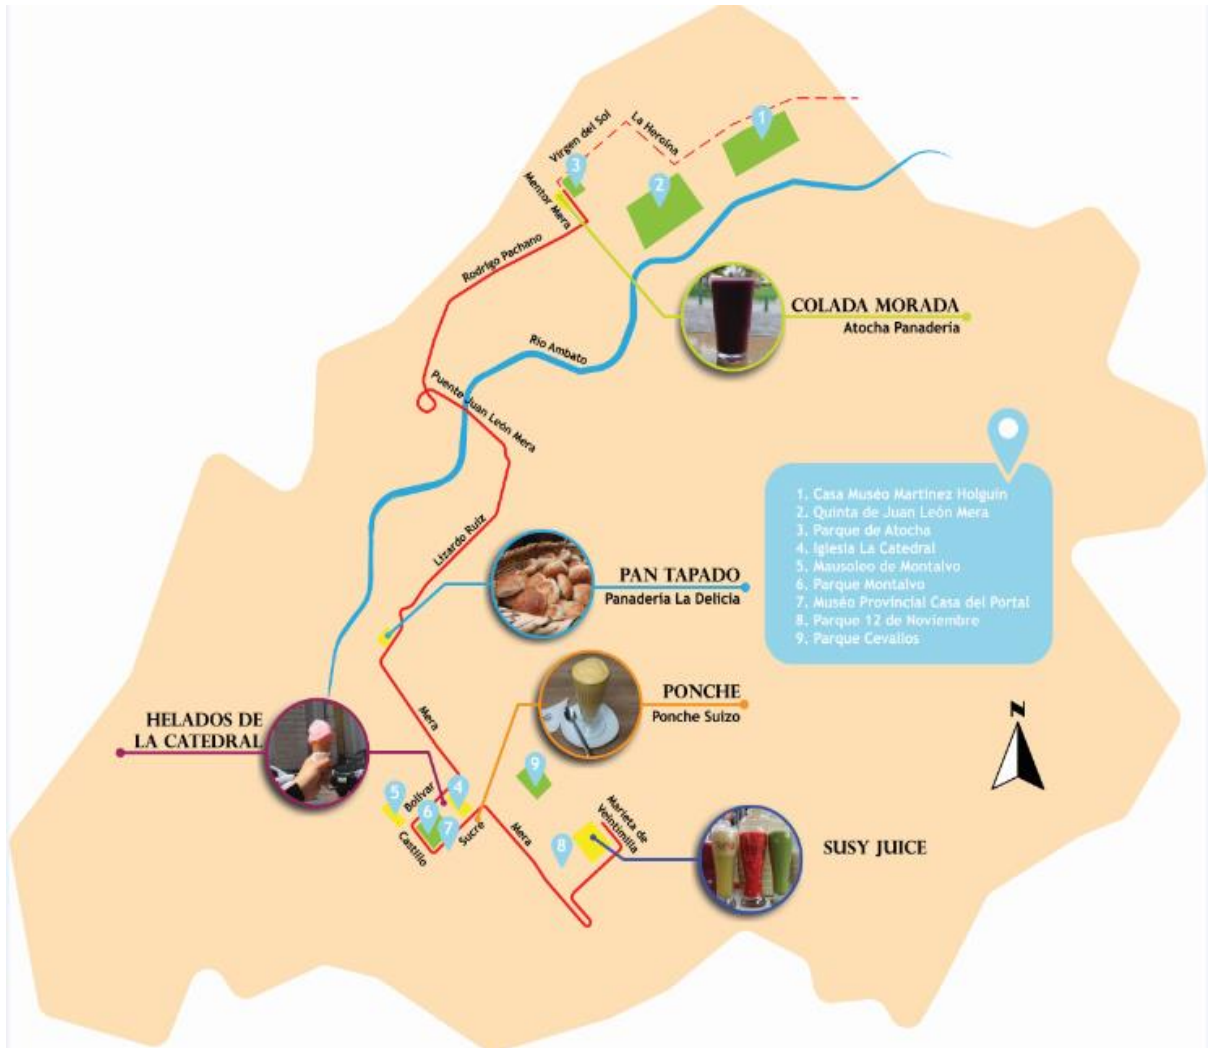 1
La Heroína
Virgen del Sol
3
2
Mentor Mera
Rodrigo Pachano
COLADA MORADA
Atocha Panadería
Río Ambato
Puente Juan León Mera
1. Casa Muséo Martínez Holguín
2. Quinta de Juan León Mera
3. Parque de Atocha
4. Iglesia La Catedral
5. Mausoleo de Montalvo
6. Parque Montalvo
7. Muséo Provincial Casa del Portal
8. Parque 12 de Noviembre
9. Parque Cevallos
Lizardo Ruiz
PAN TAPADO
Panadería La Delicia
PONCHE
Ponche Suizo
HELADOS DE
LA CATEDRAL
Mera
N
9
5
Bolívar
4
6
7
Castillo
Sucre
Mera
8
Marieta de
Veintimilla
SUSY JUICE